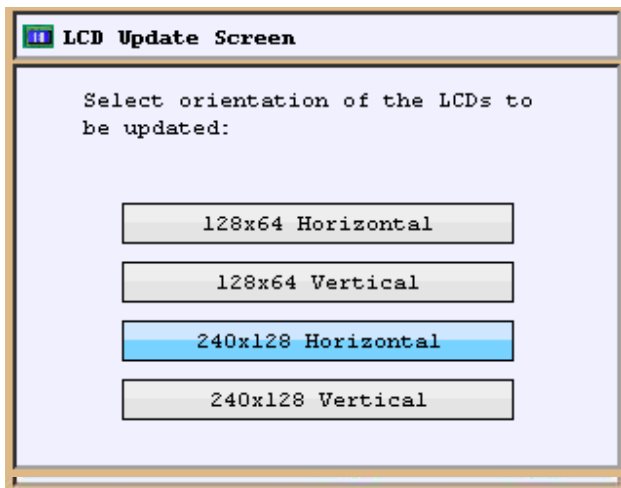 LCD Update Screen
Select orientation of the LCDs to
be updated:
128x64 Horizontal
128x64 Vertical
240x128 Horizontal
240x128 Vertical